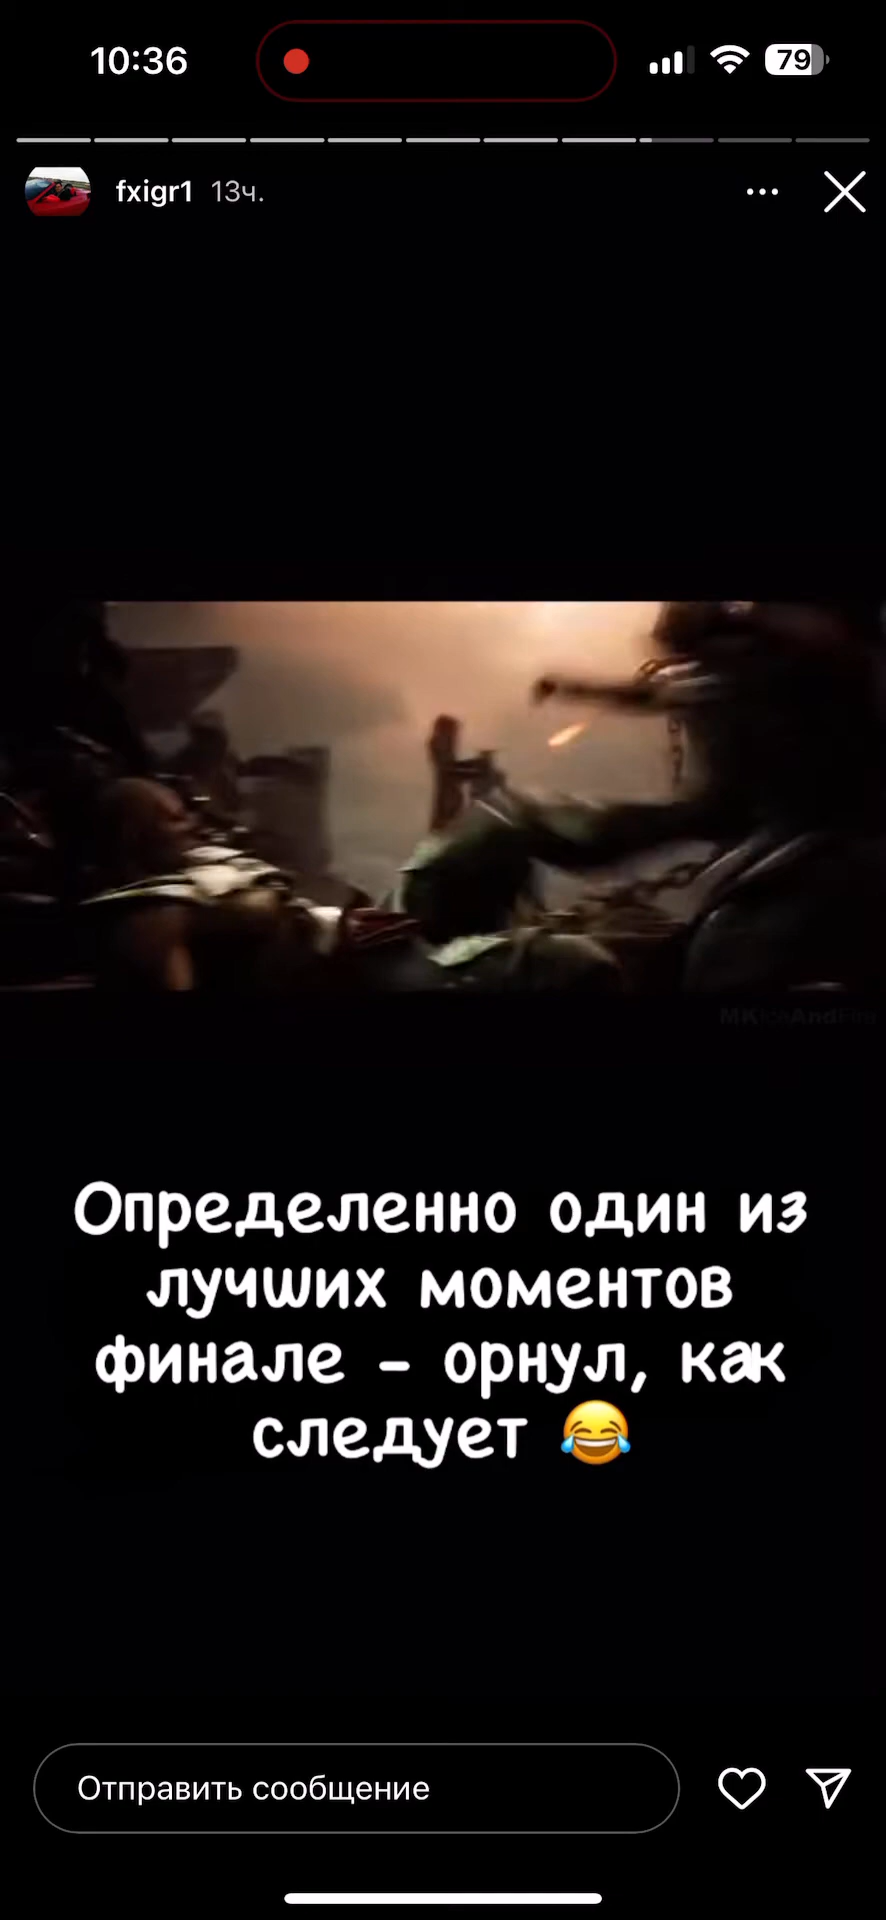 10:36
79
fxigr1 13ч.
Определенно один из
лучших моментов
финале - орнул, как
следует 😂
Отправить сообщение